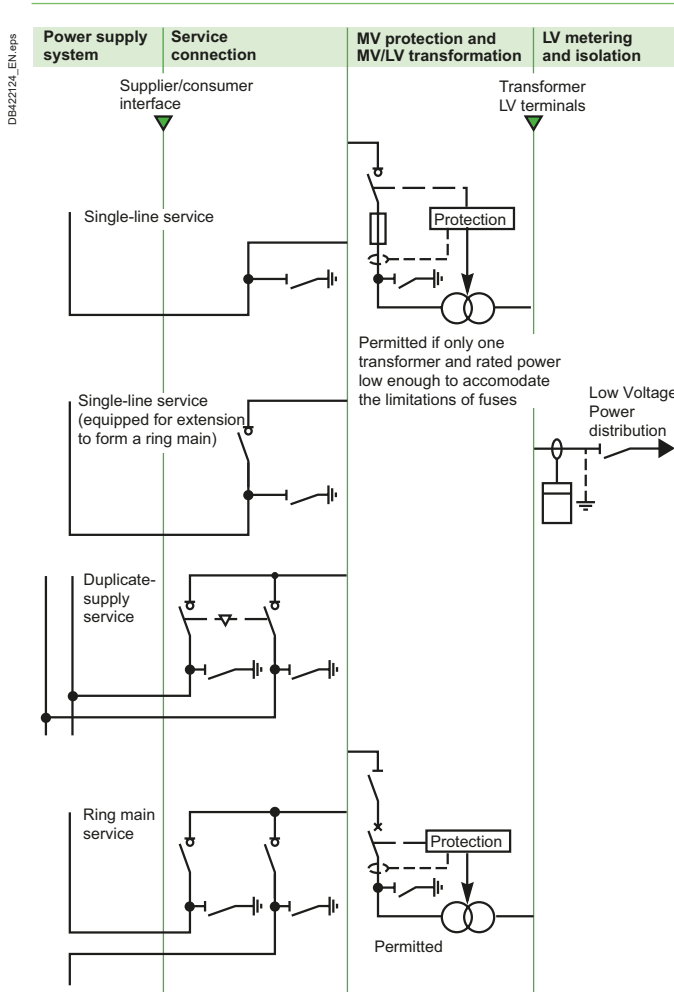 DB422124_EN.eps
Power supply
system
Service
connection
MV protection and
MV/LV transformation
LV metering
and isolation
Supplier/consumer
interface
Transformer
LV terminals
Single-line service
Protection
Permitted if only one
transformer and rated power
low enough to accomodate
the limitations of fuses
Single-line service
(equipped for extension
to form a ring main)
Low Voltage
Power
distribution
Duplicate-
supply
service
Ring main
service
Protection
Permitted